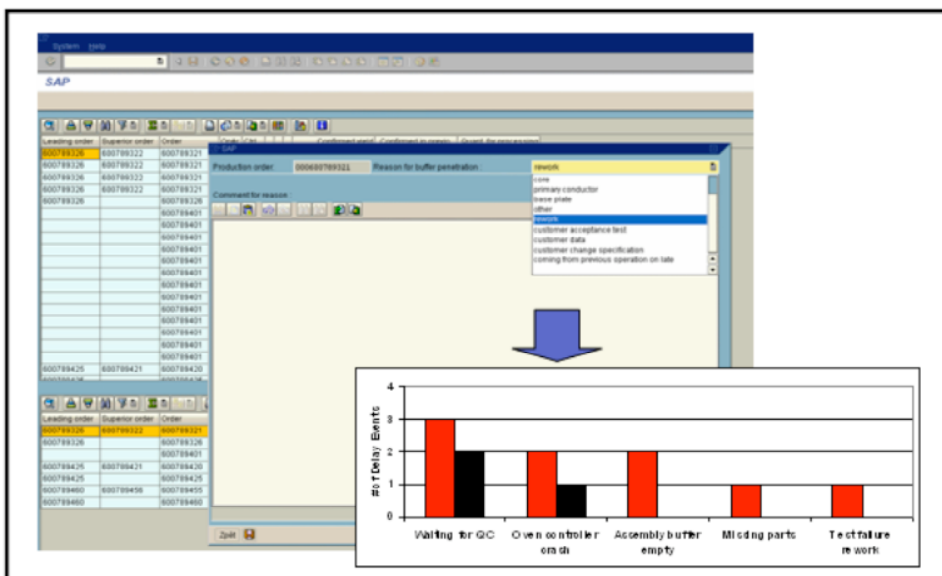 System Help
SAP
Leading order Superior order Order
600789326 600789322 600789321
600789326 600789322 600789321
600789326 600789322 600789321
600789326 600789322 600789321
600789326 600789326
600789401
600789401
600789401
600789401
600789401
600789401
600789401
600789401
600789401
600789401
600789401
600789401
600789401
600789425 600789421 600789420
SAP
Production order: 000600789321 Reason for buffer penetration : rework
core
primary conductor
base plate
other
rework
customer acceptance test
customer data
customer change specification
coming from previous operation on late
Comment for reason :
Leading order Superior order Order
600789326 600789322 600789321
600789326 600789326
600789401
600789425 600789421 600789420
600789425 600789425
600789460 600789456 600789455
600789460 600789460
Zpět
# of Delay Events
4
3
2
1
0
Waiting for QC
Oven controller crash
Assembly buffer empty
Missing parts
Test failure rework